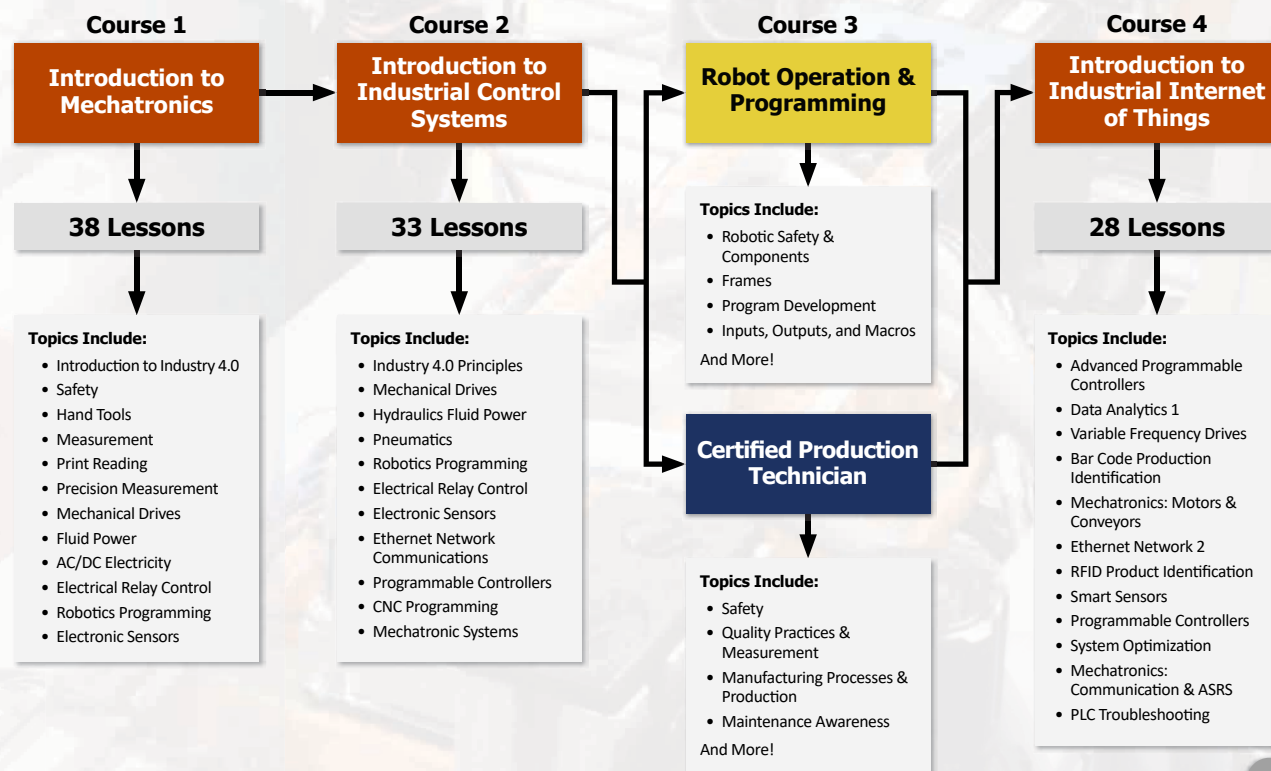 Course 1
Introduction to
Mechatronics
38 Lessons
Topics Include:
• Introduction to Industry 4.0
• Safety
• Hand Tools
• Measurement
• Print Reading
• Precision Measurement
• Mechanical Drives
• Fluid Power
• AC/DC Electricity
• Electrical Relay Control
• Robotics Programming
• Electronic Sensors
Course 2
Introduction to
Industrial Control
Systems
33 Lessons
Topics Include:
• Industry 4.0 Principles
• Mechanical Drives
• Hydraulics Fluid Power
• Pneumatics
• Robotics Programming
• Electrical Relay Control
• Electronic Sensors
• Ethernet Network
Communications
• Programmable Controllers
• CNC Programming
• Mechatronic Systems
Course 3
Robot Operation &
Programming
Topics Include:
• Robotic Safety &
Components
• Frames
• Program Development
• Inputs, Outputs, and Macros
And More!
Certified Production
Technician
Topics Include:
• Safety
• Quality Practices &
Measurement
• Manufacturing Processes &
Production
• Maintenance Awareness
And More!
Course 4
Introduction to
Industrial Internet
of Things
28 Lessons
Topics Include:
• Advanced Programmable
Controllers
• Data Analytics 1
• Variable Frequency Drives
• Bar Code Production
Identification
• Mechatronics: Motors &
Conveyors
• Ethernet Network 2
• RFID Product Identification
• Smart Sensors
• Programmable Controllers
• System Optimization
• Mechatronics:
Communication & ASRS
• PLC Troubleshooting